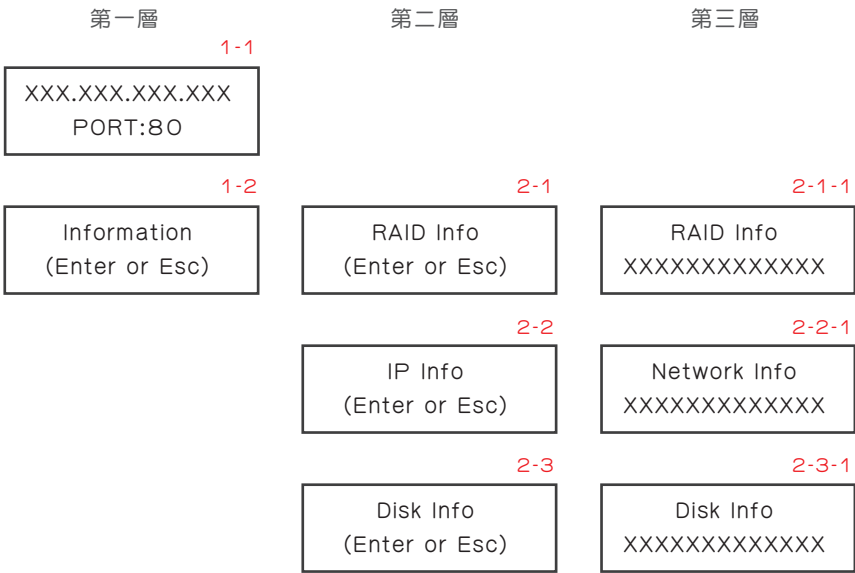 第一層
第二層
第三層
1-1
XXX.XXX.XXX.XXX
PORT:80
1-2
2-1
2-1-1
Information
(Enter or Esc)
RAID Info
(Enter or Esc)
RAID Info
XXXXXXXXXXXXX
2-2
2-2-1
IP Info
(Enter or Esc)
Network Info
XXXXXXXXXXXXX
2-3
2-3-1
Disk Info
(Enter or Esc)
Disk Info
XXXXXXXXXXXXX